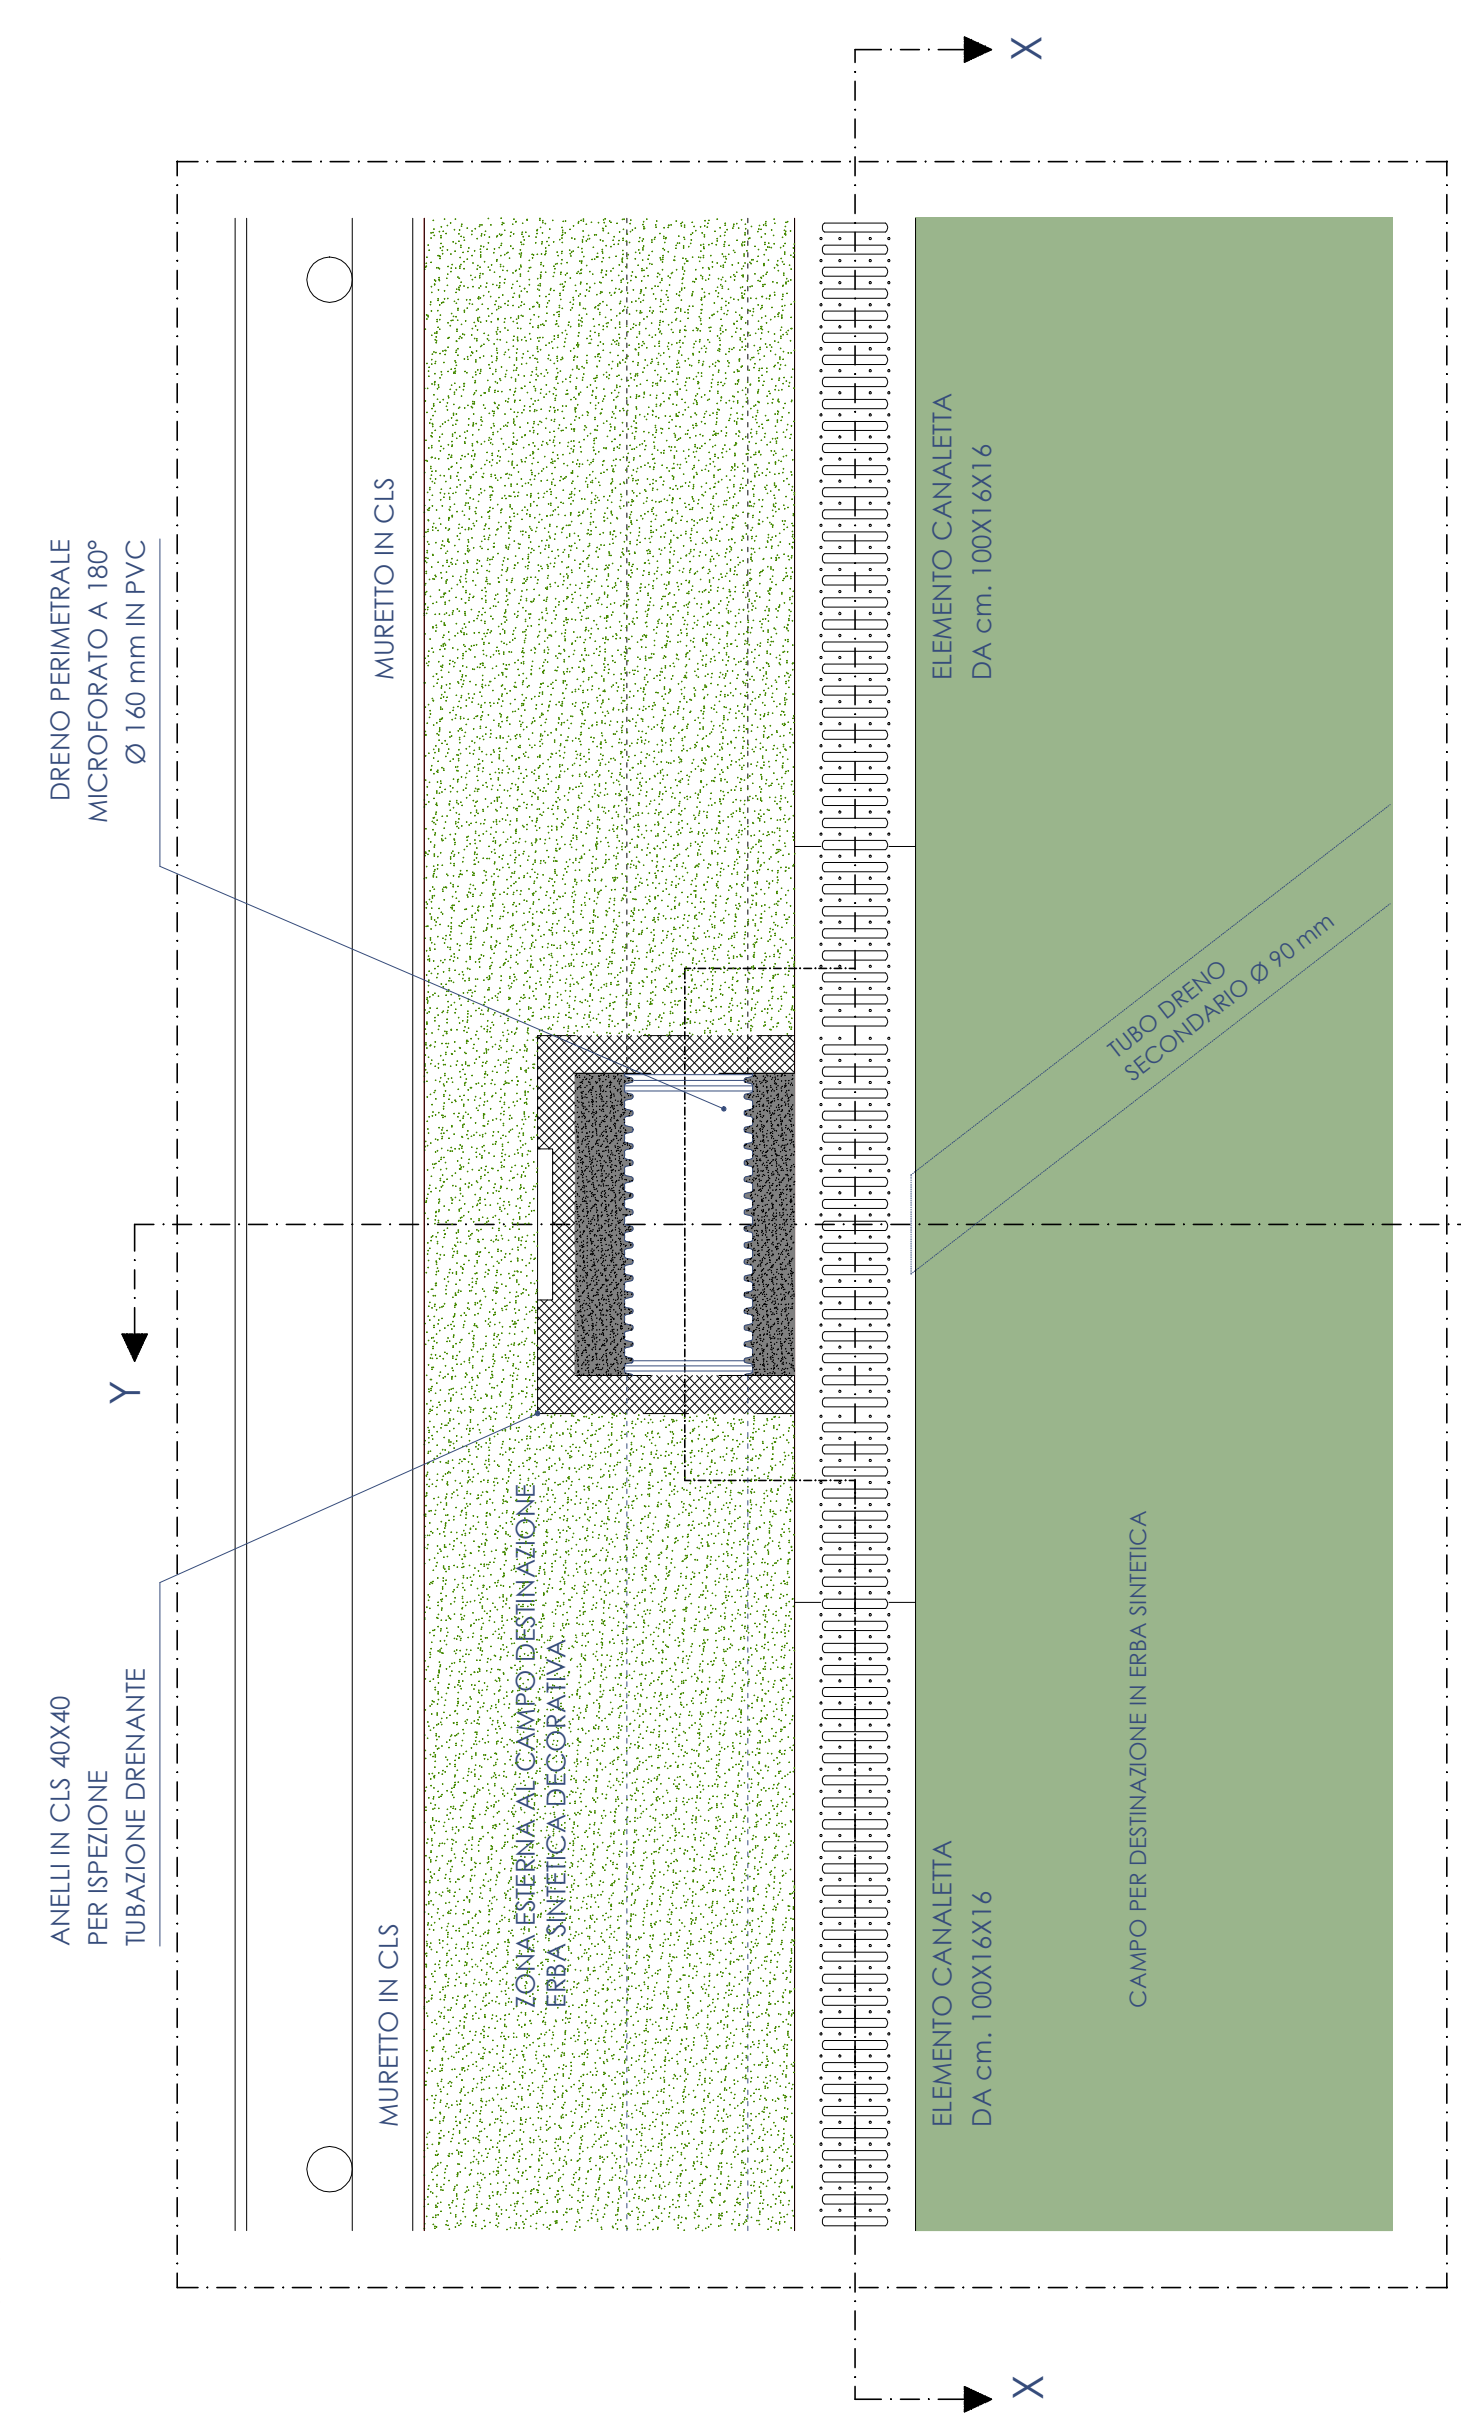 X
DRENO PERIMETRALE
MICROFORATO A 180°
Ø 160 mm IN PVC
MURETTO IN CLS
ELEMENTO CANALETTA
DA cm. 100X16X16
TUBO DRENO
SECONDARIO Ø 90 mm
Y
ANELLI IN CLS 40X40
PER ISPEZIONE
TUBAZIONE DRENANTE
MURETTO IN CLS
ZONA ESTERNA AL CAMPO DESTINAZIONE
ERBA SINTETICA DECORATIVA
ELEMENTO CANALETTA
DA cm. 100X16X16
CAMPO PER DESTINAZIONE IN ERBA SINTETICA
X